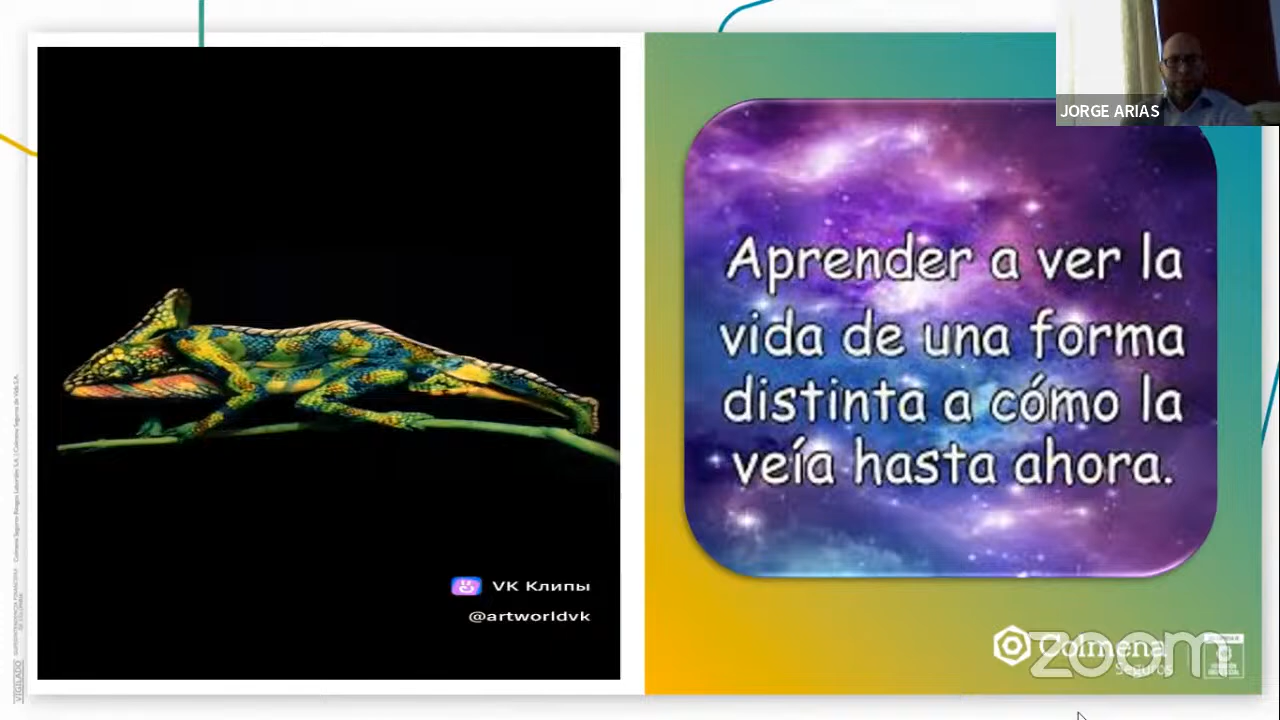 JORGE ARIAS
Aprender a ver la
vida de una forma
distinta a cómo la
veía hasta ahora.
VK Клипы
@artworldvk
Colmena
Seguros
zoom
VIGILADO